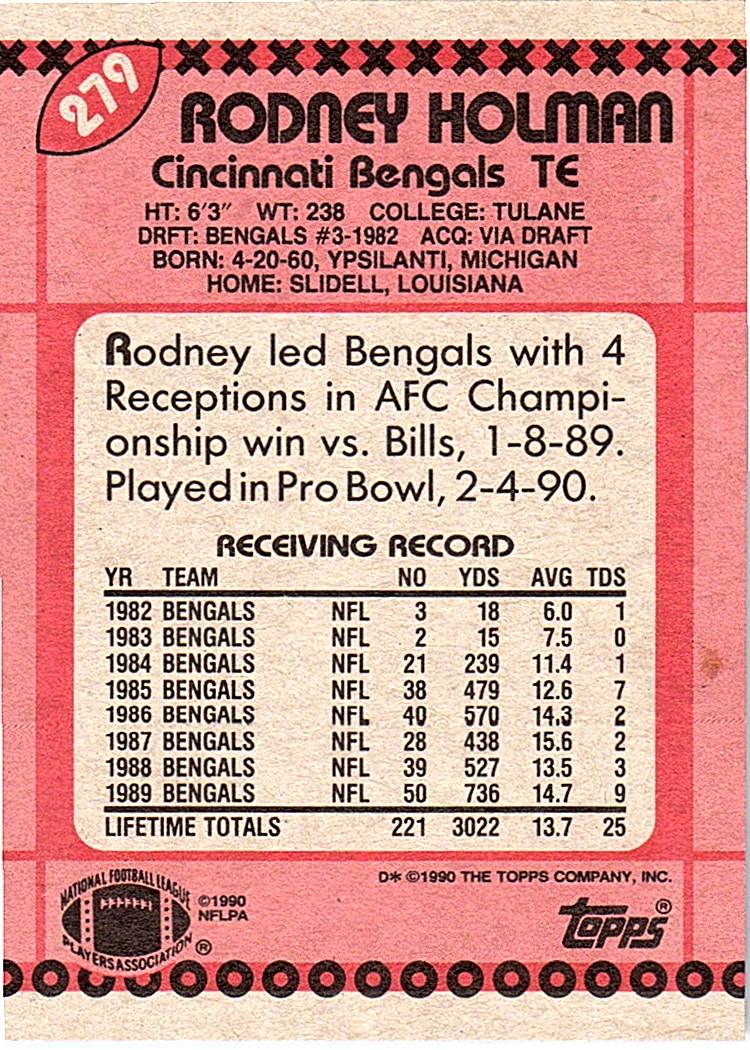 279
RODNEY HOLMAN
Cincinnati Bengals TE
HT: 6'3" WT: 238 COLLEGE: TULANE
DRFT: BENGALS #3-1982 ACQ: VIA DRAFT
BORN: 4-20-60, YPSILANTI, MICHIGAN
HOME: SLIDELL, LOUISIANA
Rodney led Bengals with 4
Receptions in AFC Champi-
onship win vs. Bills, 1-8-89.
Played in Pro Bowl, 2-4-90.
RECEIVING RECORD
YR TEAM NO YDS AVG TDS
1982 BENGALS NFL 3 18 6.0 1
1983 BENGALS NFL 2 15 7.5 0
1984 BENGALS NFL 21 239 11.4 1
1985 BENGALS NFL 38 479 12.6 7
1986 BENGALS NFL 40 570 14.3 2
1987 BENGALS NFL 28 438 15.6 2
1988 BENGALS NFL 39 527 13.5 3
1989 BENGALS NFL 50 736 14.7 9
LIFETIME TOTALS 221 3022 13.7 25
D* ©1990 THE TOPPS COMPANY, INC.
NATIONAL FOOTBALL LEAGUE
PLAYERS ASSOCIATION ®
©1990
NFLPA
topps ®